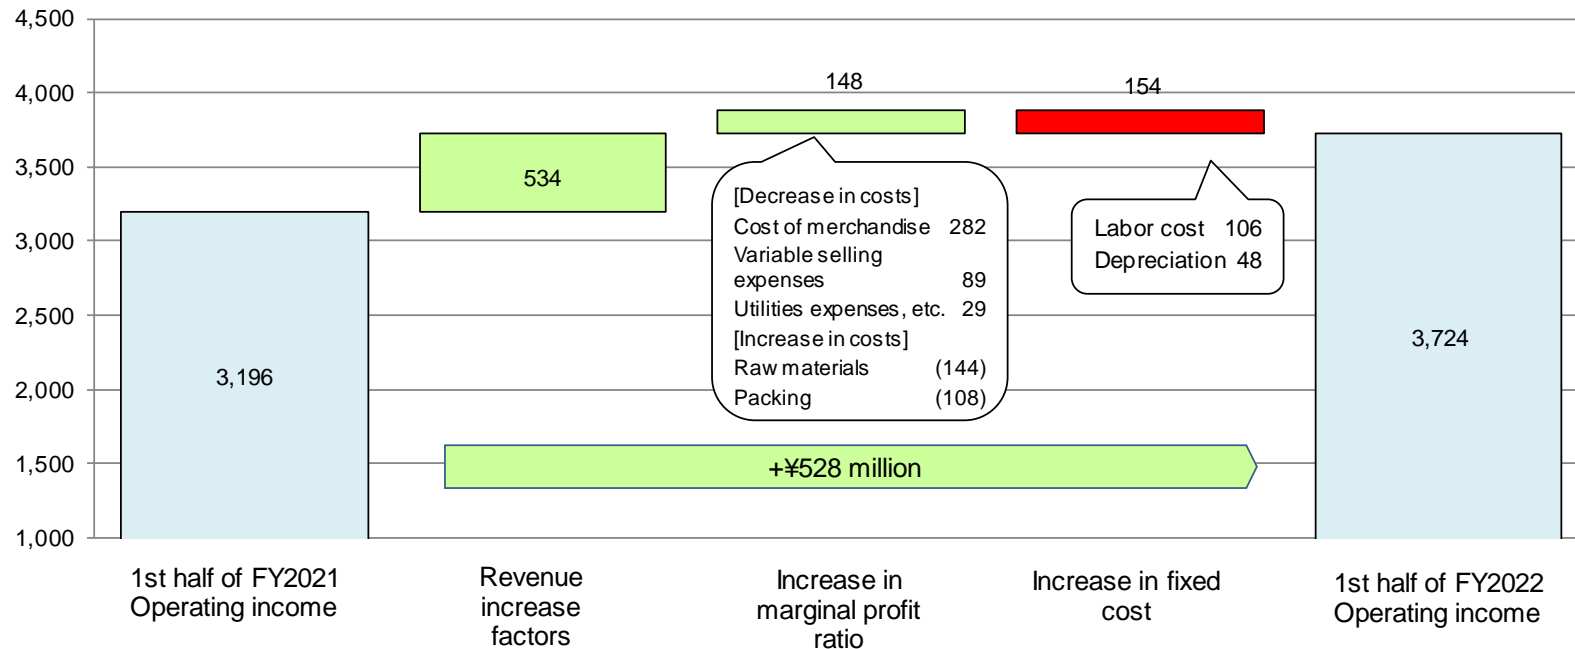 4,500
4,000
3,500
3,000
2,500
2,000
1,500
1,000
3,196
534
148
154
3,724
[Decrease in costs]
Cost of merchandise 282
Variable selling
expenses 89
Utilities expenses, etc. 29
[Increase in costs]
Raw materials (144)
Packing (108)
Labor cost 106
Depreciation 48
+¥528 million
1st half of FY2021
Operating income
Revenue
increase
factors
Increase in
marginal profit
ratio
Increase in fixed
cost
1st half of FY2022
Operating income